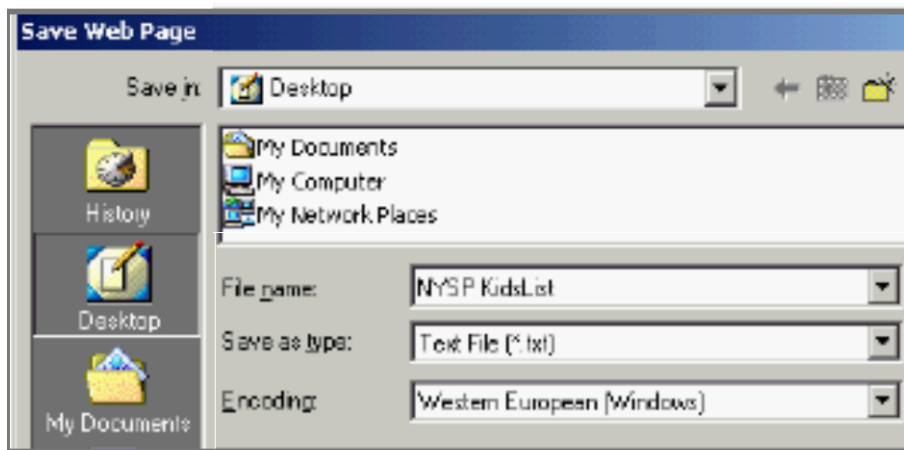 Save Web Page
Save in: Desktop
My Documents
My Computer
My Network Places
History
Desktop
My Documents
File name: NYSP KidsList
Save as type: Text File (*.txt)
Encoding: Western European (Windows)